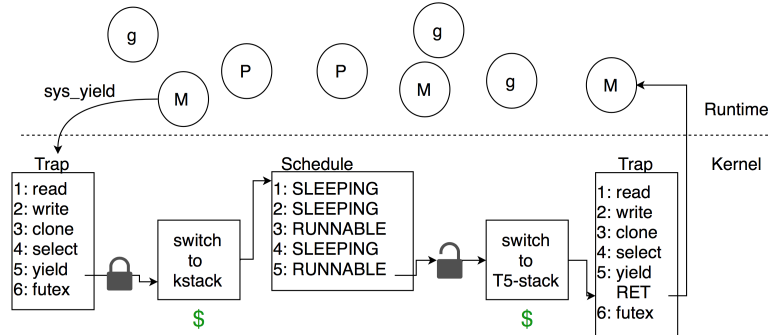 g
g
P
P
M
g
M
M
sys_yield
Runtime
Kernel
Trap
1: read
2: write
3: clone
4: select
5: yield
6: futex
switch
to
kstack
$
Schedule
1: SLEEPING
2: SLEEPING
3: RUNNABLE
4: SLEEPING
5: RUNNABLE
switch
to
T5-stack
$
Trap
1: read
2: write
3: clone
4: select
5: yield
RET
6: futex